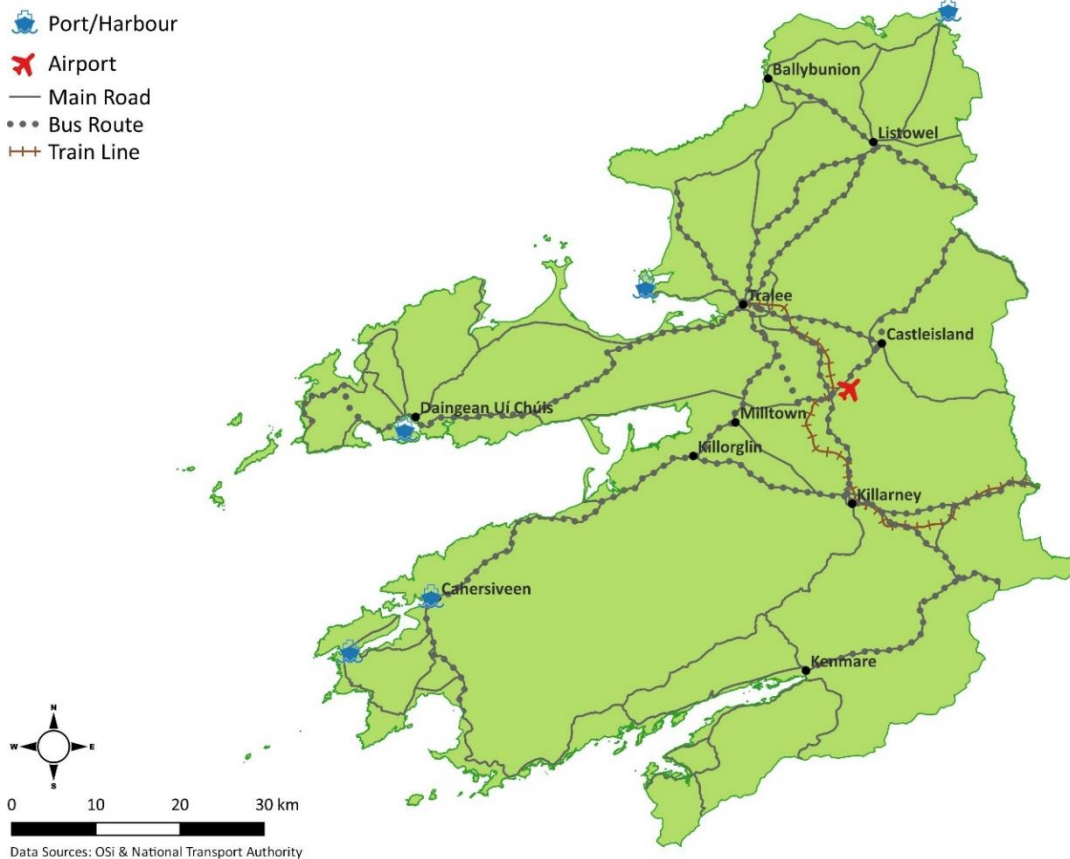 Port/Harbour
Airport
Main Road
Bus Route
Train Line
Ballybunion
Listowel
Tralee
Castleisland
Daingean Uí Chúis
Milltown
Killorglin
Killarney
Cahersiveen
Kenmare
N
W E
S
0 10 20 30 km
Data Sources: OSi & National Transport Authority